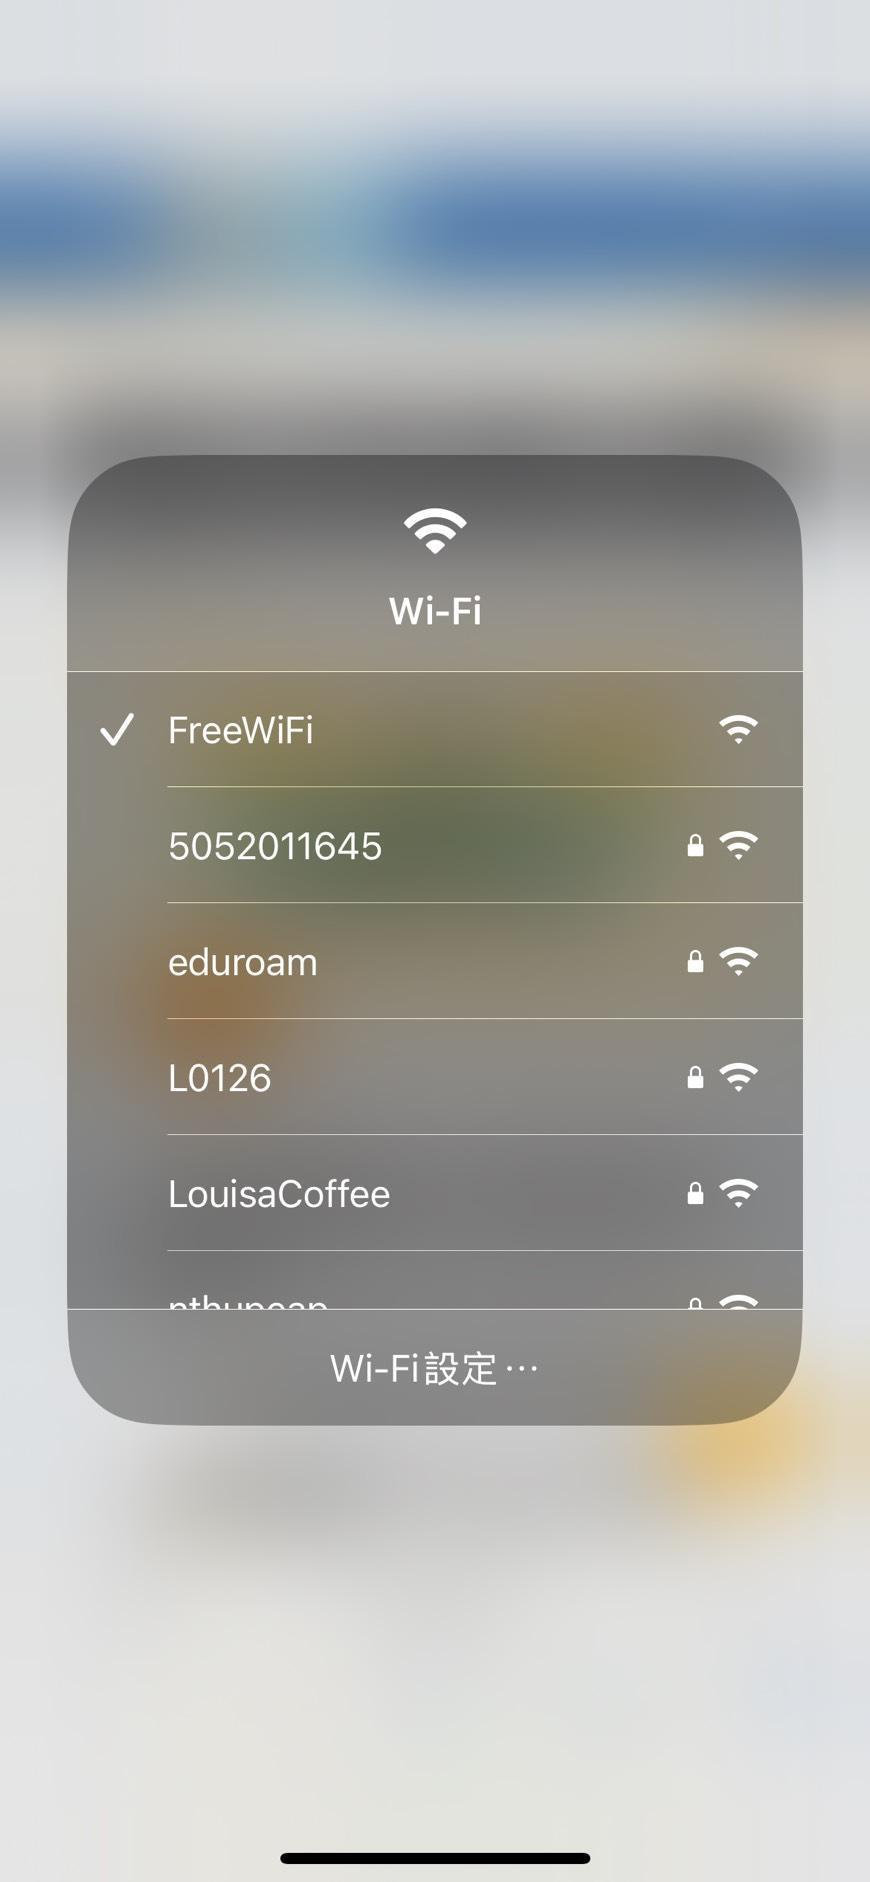 Wi-Fi
FreeWiFi
5052011645
eduroam
L0126
LouisaCoffee
Wi-Fi設定⋯